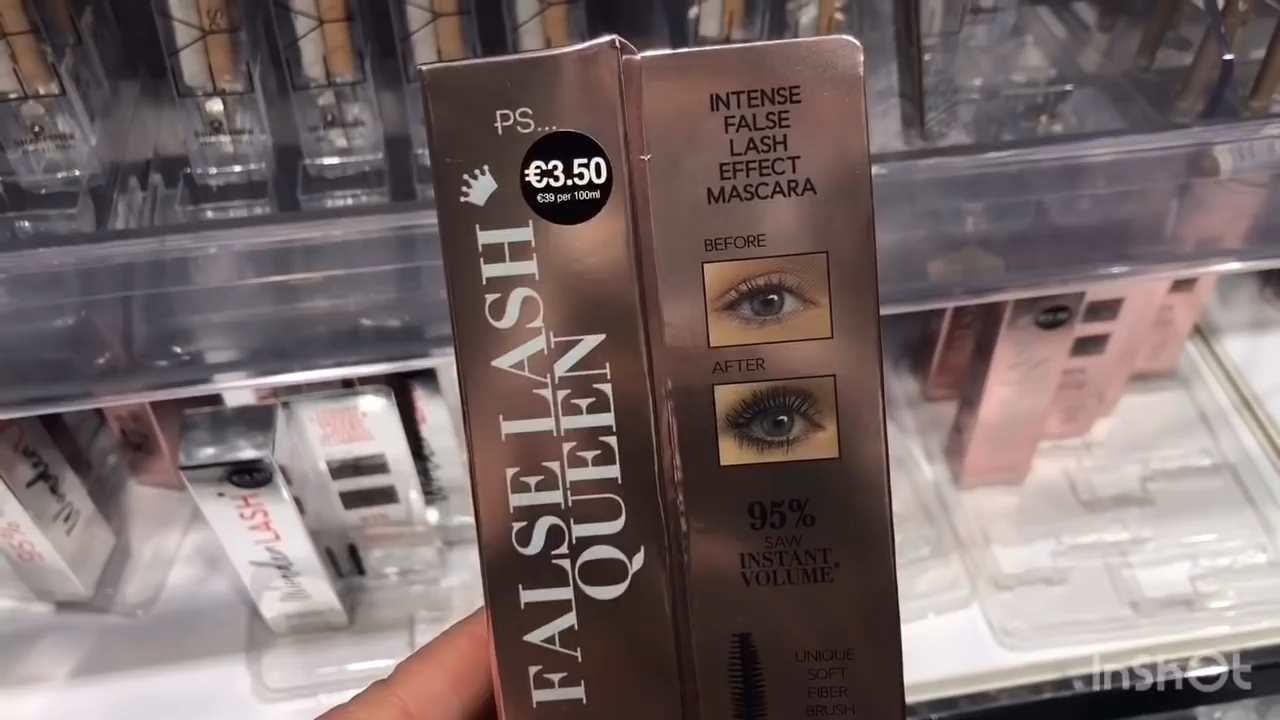 PS...
€3.50
€39 per 100ml
FALSE LASH
QUEEN
INTENSE
FALSE
LASH
EFFECT
MASCARA
BEFORE
AFTER
95%
SAW
INSTANT
VOLUME*
UNIQUE
SOFT
FIBER
BRUSH
LASH
95%
InShOt